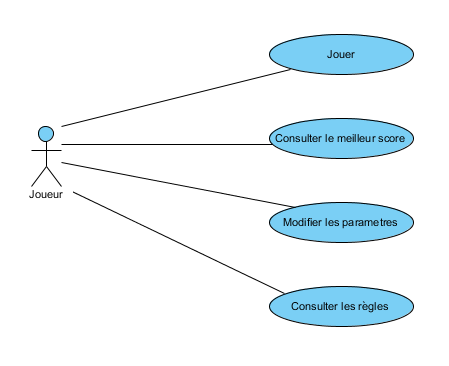 Jouer
Consulter le meilleur score
Joueur
Modifier les parametres
Consulter les règles